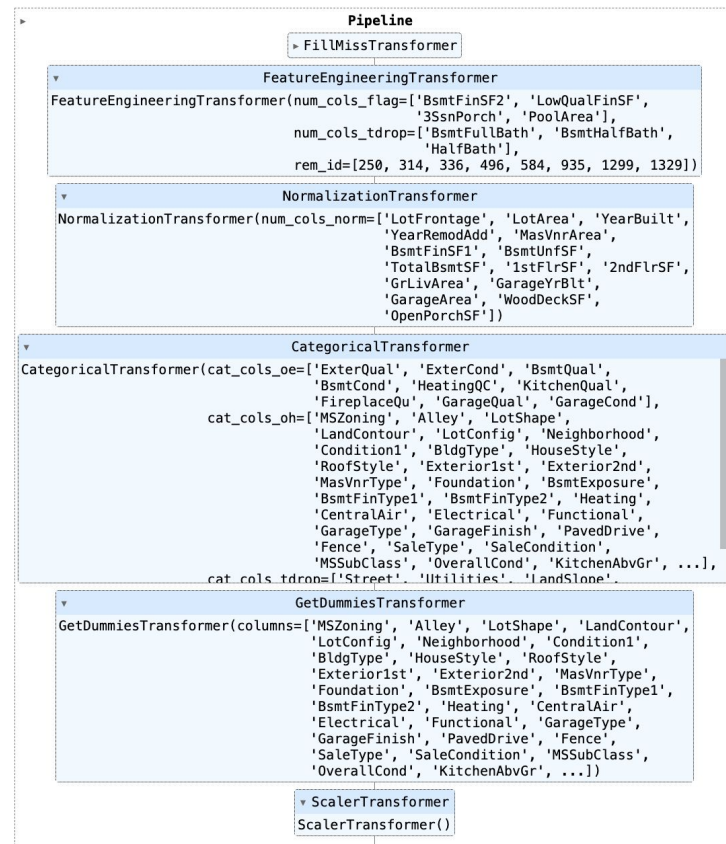 Pipeline
FillMissTransformer
FeatureEngineeringTransformer
FeatureEngineeringTransformer(num_cols_flag=['BsmtFinSF2', 'LowQualFinSF',
'3SsnPorch', 'PoolArea'],
num_cols_tdrop=['BsmtFullBath', 'BsmtHalfBath',
'HalfBath'],
rem_id=[250, 314, 336, 496, 584, 935, 1299, 1329])
NormalizationTransformer
NormalizationTransformer(num_cols_norm=['LotFrontage', 'LotArea', 'YearBuilt',
'YearRemodAdd', 'MasVnrArea',
'BsmtFinSF1', 'BsmtUnfSF',
'TotalBsmtSF', '1stFlrSF', '2ndFlrSF',
'GrLivArea', 'GarageYrBlt',
'GarageArea', 'WoodDeckSF',
'OpenPorchSF'])
CategoricalTransformer
CategoricalTransformer(cat_cols_oe=['ExterQual', 'ExterCond', 'BsmtQual',
'BsmtCond', 'HeatingQC', 'KitchenQual',
'FireplaceQu', 'GarageQual', 'GarageCond'],
cat_cols_oh=['MSZoning', 'Alley', 'LotShape',
'LandContour', 'LotConfig', 'Neighborhood',
'Condition1', 'BldgType', 'HouseStyle',
'RoofStyle', 'Exterior1st', 'Exterior2nd',
'MasVnrType', 'Foundation', 'BsmtExposure',
'BsmtFinType1', 'BsmtFinType2', 'Heating',
'CentralAir', 'Electrical', 'Functional',
'GarageType', 'GarageFinish', 'PavedDrive',
'Fence', 'SaleType', 'SaleCondition',
'MSSubClass', 'OverallCond', 'KitchenAbvGr', ...],
cat_cols_tdrop=['Street', 'Utilities', 'LandSlope',
GetDummiesTransformer
GetDummiesTransformer(columns=['MSZoning', 'Alley', 'LotShape', 'LandContour',
'LotConfig', 'Neighborhood', 'Condition1',
'BldgType', 'HouseStyle', 'RoofStyle',
'Exterior1st', 'Exterior2nd', 'MasVnrType',
'Foundation', 'BsmtExposure', 'BsmtFinType1',
'BsmtFinType2', 'Heating', 'CentralAir',
'Electrical', 'Functional', 'GarageType',
'GarageFinish', 'PavedDrive', 'Fence',
'SaleType', 'SaleCondition', 'MSSubClass',
'OverallCond', 'KitchenAbvGr', ...])
ScalerTransformer
ScalerTransformer()